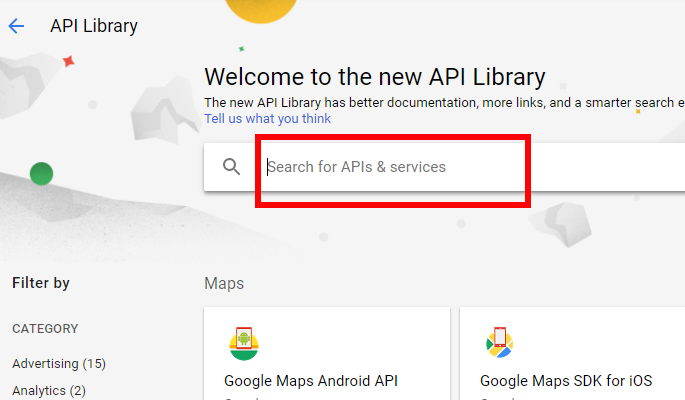 API Library
Welcome to the new API Library
The new API Library has better documentation, more links, and a smarter search e
Tell us what you think
Search for APIs & services
Filter by
Maps
CATEGORY
Advertising (15)
Analytics (2)
Google Maps Android API
Google Maps SDK for iOS